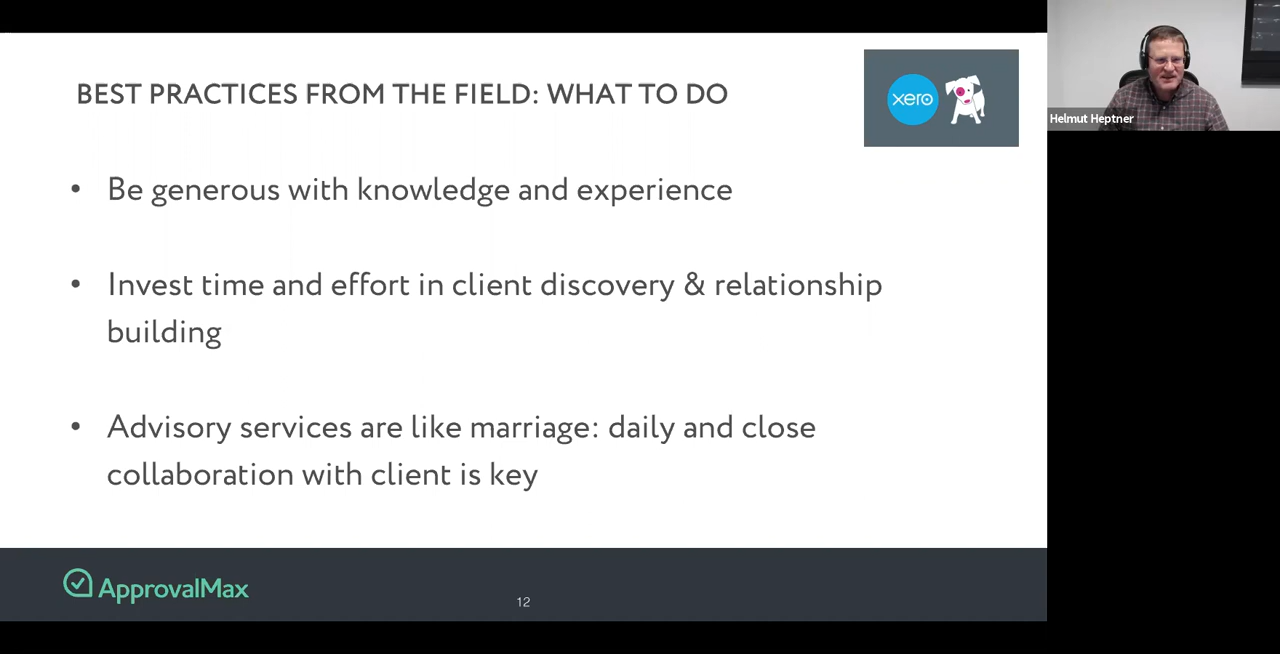 BEST PRACTICES FROM THE FIELD: WHAT TO DO
xero
Helmut Heptner
• Be generous with knowledge and experience
• Invest time and effort in client discovery & relationship
building
• Advisory services are like marriage: daily and close
collaboration with client is key
ApprovalMax
12